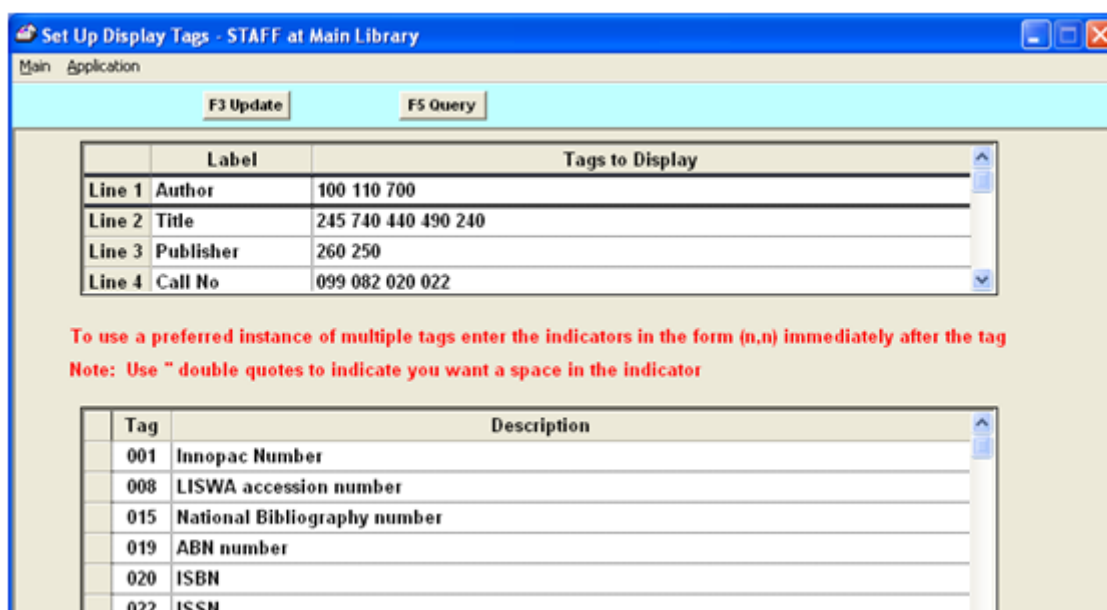 Set Up Display Tags - STAFF at Main Library
Main Application
F3 Update F5 Query
Label Tags to Display
Line 1 Author 100 110 700
Line 2 Title 245 740 440 490 240
Line 3 Publisher 260 250
Line 4 Call No 099 082 020 022
To use a preferred instance of multiple tags enter the indicators in the form (n,n) immediately after the tag
Note: Use " double quotes to indicate you want a space in the indicator
Tag Description
001 Innopac Number
008 LISWA accession number
015 National Bibliography number
019 ABN number
020 ISBN
022 ISSN